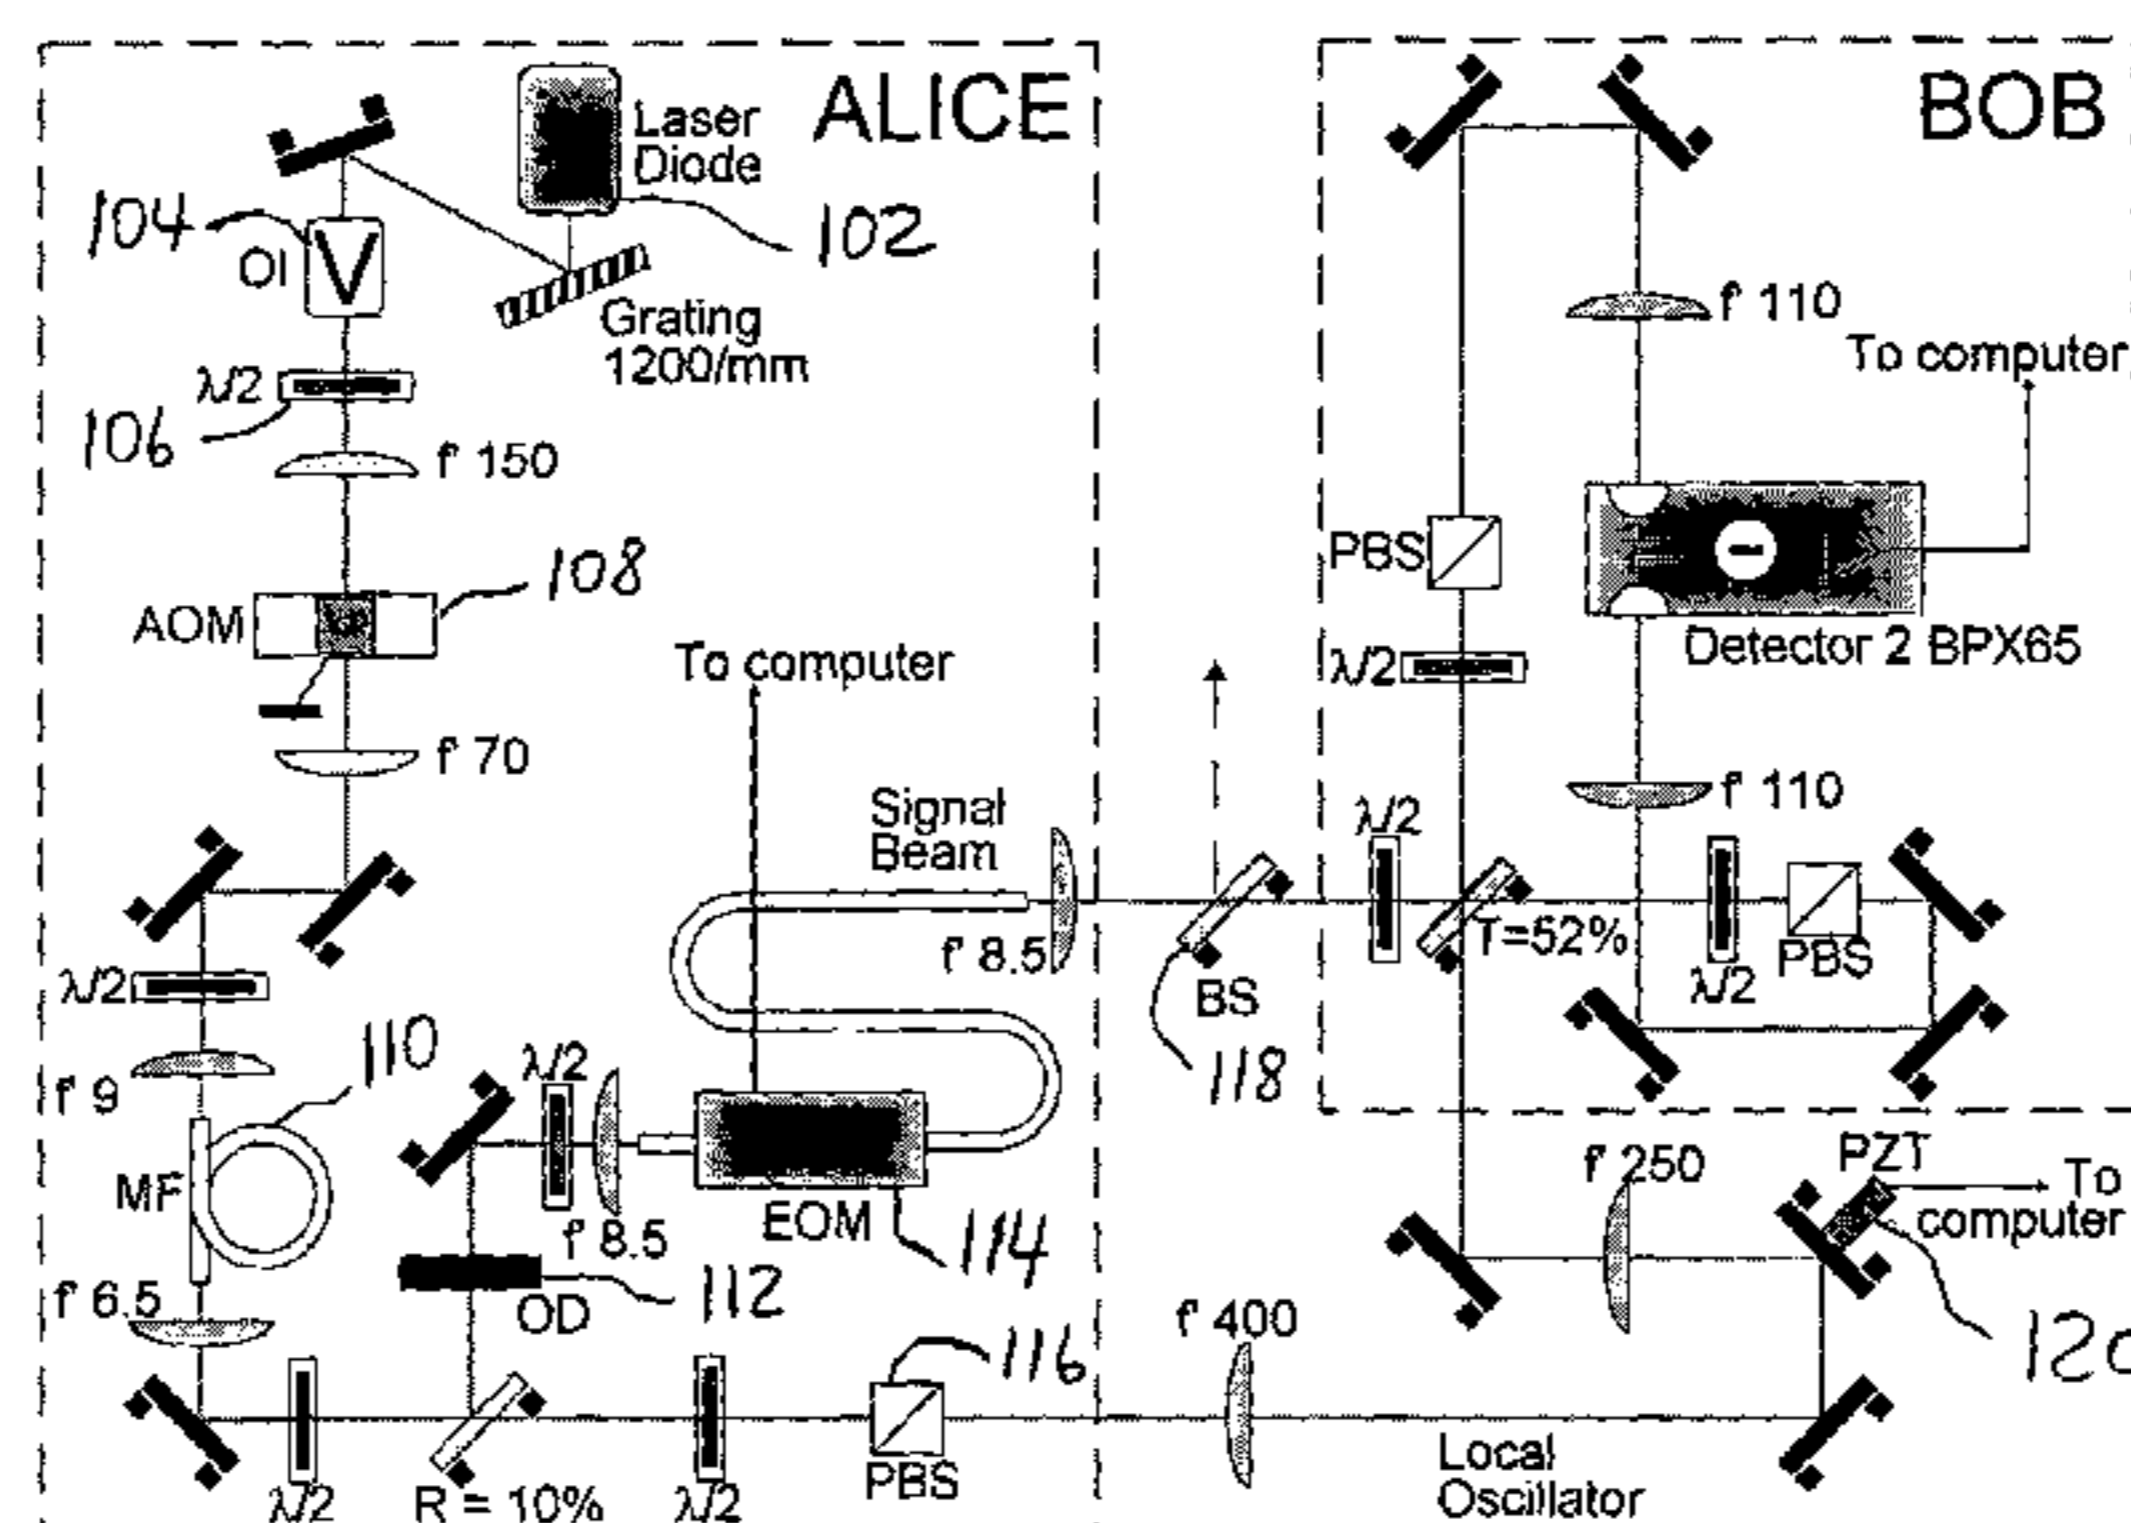 ALICE
BOB
Laser
Diode
104
102
OI
Grating
1200/mm
λ/2
106
f' 150
AOM
108
f' 70
To computer
Signal
Beam
f' 8.5
λ/2
f' 9
110
MF
f' 6.5
λ/2
f' 8.5
EOM
114
OD
112
116
PBS
λ/2
R = 10%
λ/2
BS
118
f' 110
To computer
PBS
Detector 2 BPX65
λ/2
f' 110
λ/2
T=52%
λ/2
PBS
f' 250
PZT
To
computer
f' 400
Local
Oscillator